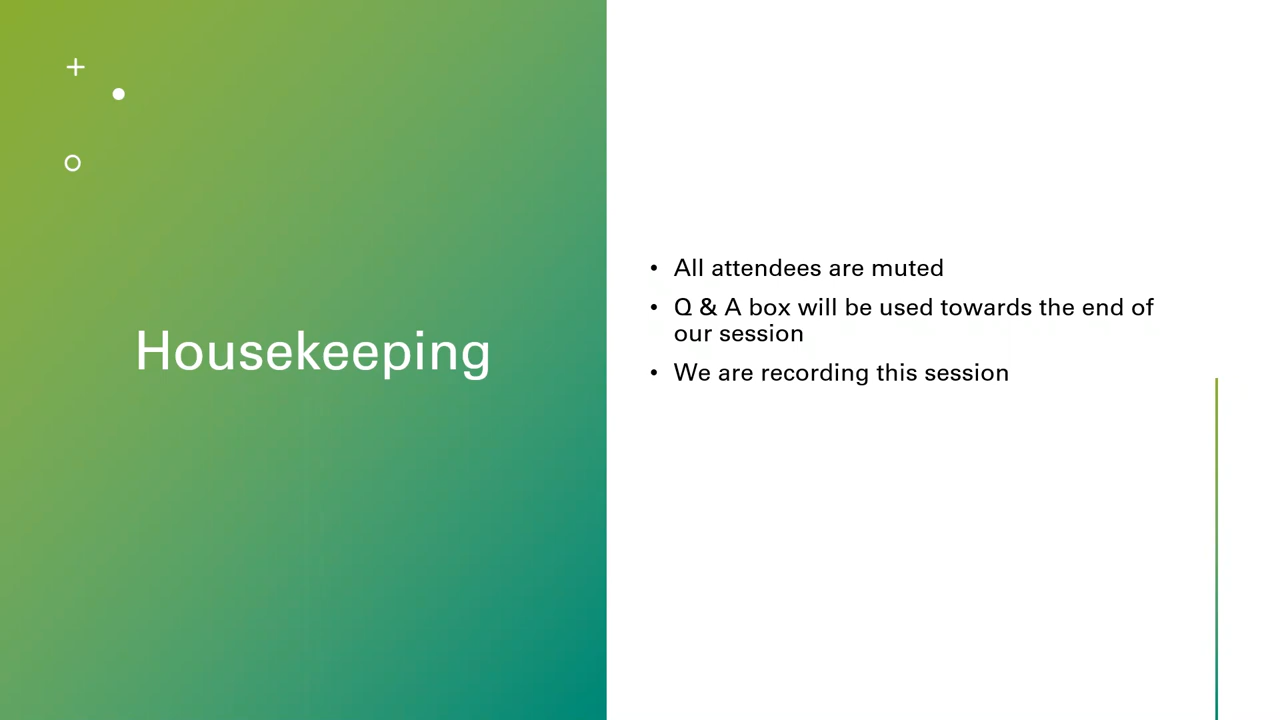 Housekeeping
• All attendees are muted
• Q & A box will be used towards the end of
our session
• We are recording this session